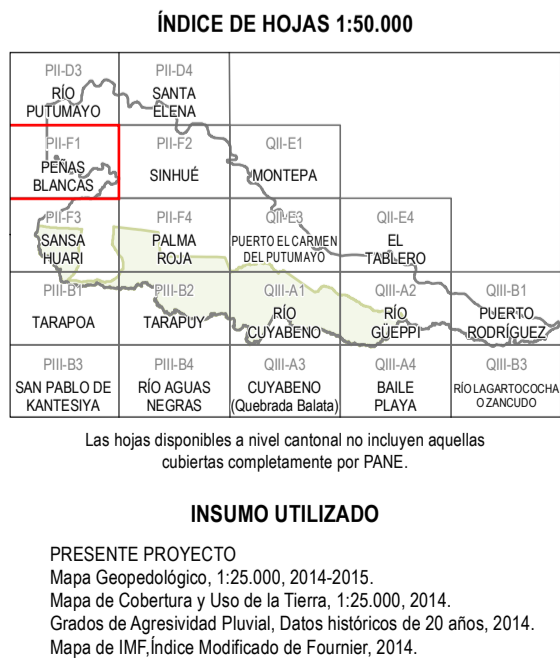 ÍNDICE DE HOJAS 1:50.000
PII-D3
RÍO
PUTUMAYO
PII-D4
SANTA
ELENA
PII-F1
PEÑAS
BLANCAS
PII-F2
SINHUÉ
QII-E1
MONTEPA
PII-F3
SANSA
HUARI
PII-F4
PALMA
ROJA
QII-E3
PUERTO EL CARMEN
DEL PUTUMAYO
QII-E4
EL
TABLERO
PIII-B1
TARAPOA
PIII-B2
TARAPUY
QIII-A1
RÍO
CUYABENO
QIII-A2
RÍO
GÜEPPI
QIII-B1
PUERTO
RODRÍGUEZ
PIII-B3
SAN PABLO DE
KANTESIYA
PIII-B4
RÍO AGUAS
NEGRAS
QIII-A3
CUYABENO
(Quebrada Balata)
QIII-A4
BAILE
PLAYA
QIII-B3
RÍO LAGARTOCOCHA
O ZANCUDO
Las hojas disponibles a nivel cantonal no incluyen aquellas
cubiertas completamente por PANE.
INSUMO UTILIZADO
PRESENTE PROYECTO
Mapa Geopedológico, 1:25.000, 2014-2015.
Mapa de Cobertura y Uso de la Tierra, 1:25.000, 2014.
Grados de Agresividad Pluvial, Datos históricos de 20 años, 2014.
Mapa de IMF,Índice Modificado de Fournier, 2014.